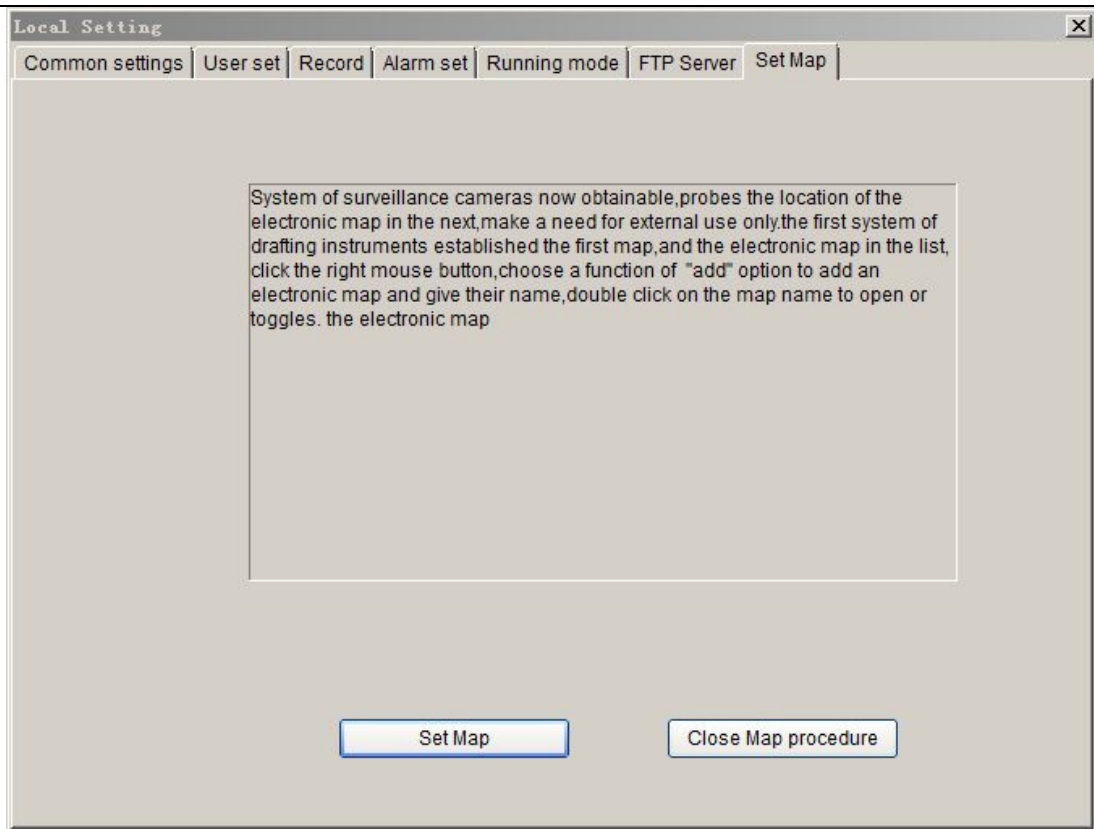 Local Setting
Common settings User set Record Alarm set Running mode FTP Server Set Map
System of surveillance cameras now obtainable,probes the location of the
electronic map in the next,make a need for external use only.the first system of
drafting instruments established the first map,and the electronic map in the list,
click the right mouse button,choose a function of "add" option to add an
electronic map and give their name,double click on the map name to open or
toggles. the electronic map
Set Map Close Map procedure